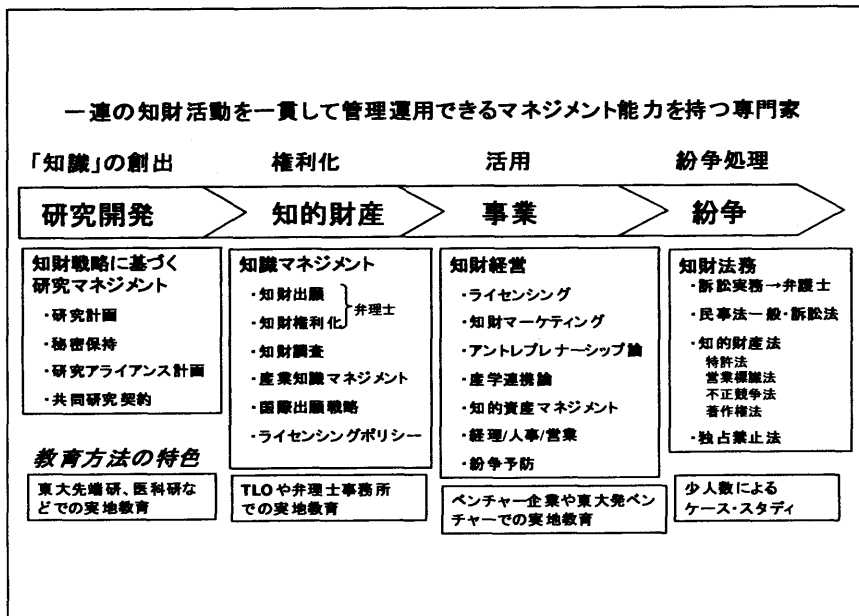 一連の知財活動を一貫して管理運用できるマネジメント能力を持つ専門家
「知識」の創出
権利化
活用
紛争処理
研究開発
知的財産
事業
紛争
知財戦略に基づく
研究マネジメント
・研究計画
・秘密保持
・研究アライアンス計画
・共同研究契約
知識マネジメント
・知財出願
・知財権利化
弁理士
・知財調査
・産業知識マネジメント
・国際出願戦略
・ライセンシングポリシー
知財経営
・ライセンシング
・知財マーケティング
・アントレプレナーシップ論
・産学連携論
・知的資産マネジメント
・経理/人事/営業
・紛争予防
知財法務
・訴訟実務→弁護士
・民事法一般・訴訟法
・知的財産法
特許法
営業標識法
不正競争法
著作権法
・独占禁止法
教育方法の特色
東大先端研、医科研な
どでの実地教育
TLOや弁理士事務所
での実地教育
ベンチャー企業や東大発ベン
チャーでの実地教育
少人数による
ケース・スタディ